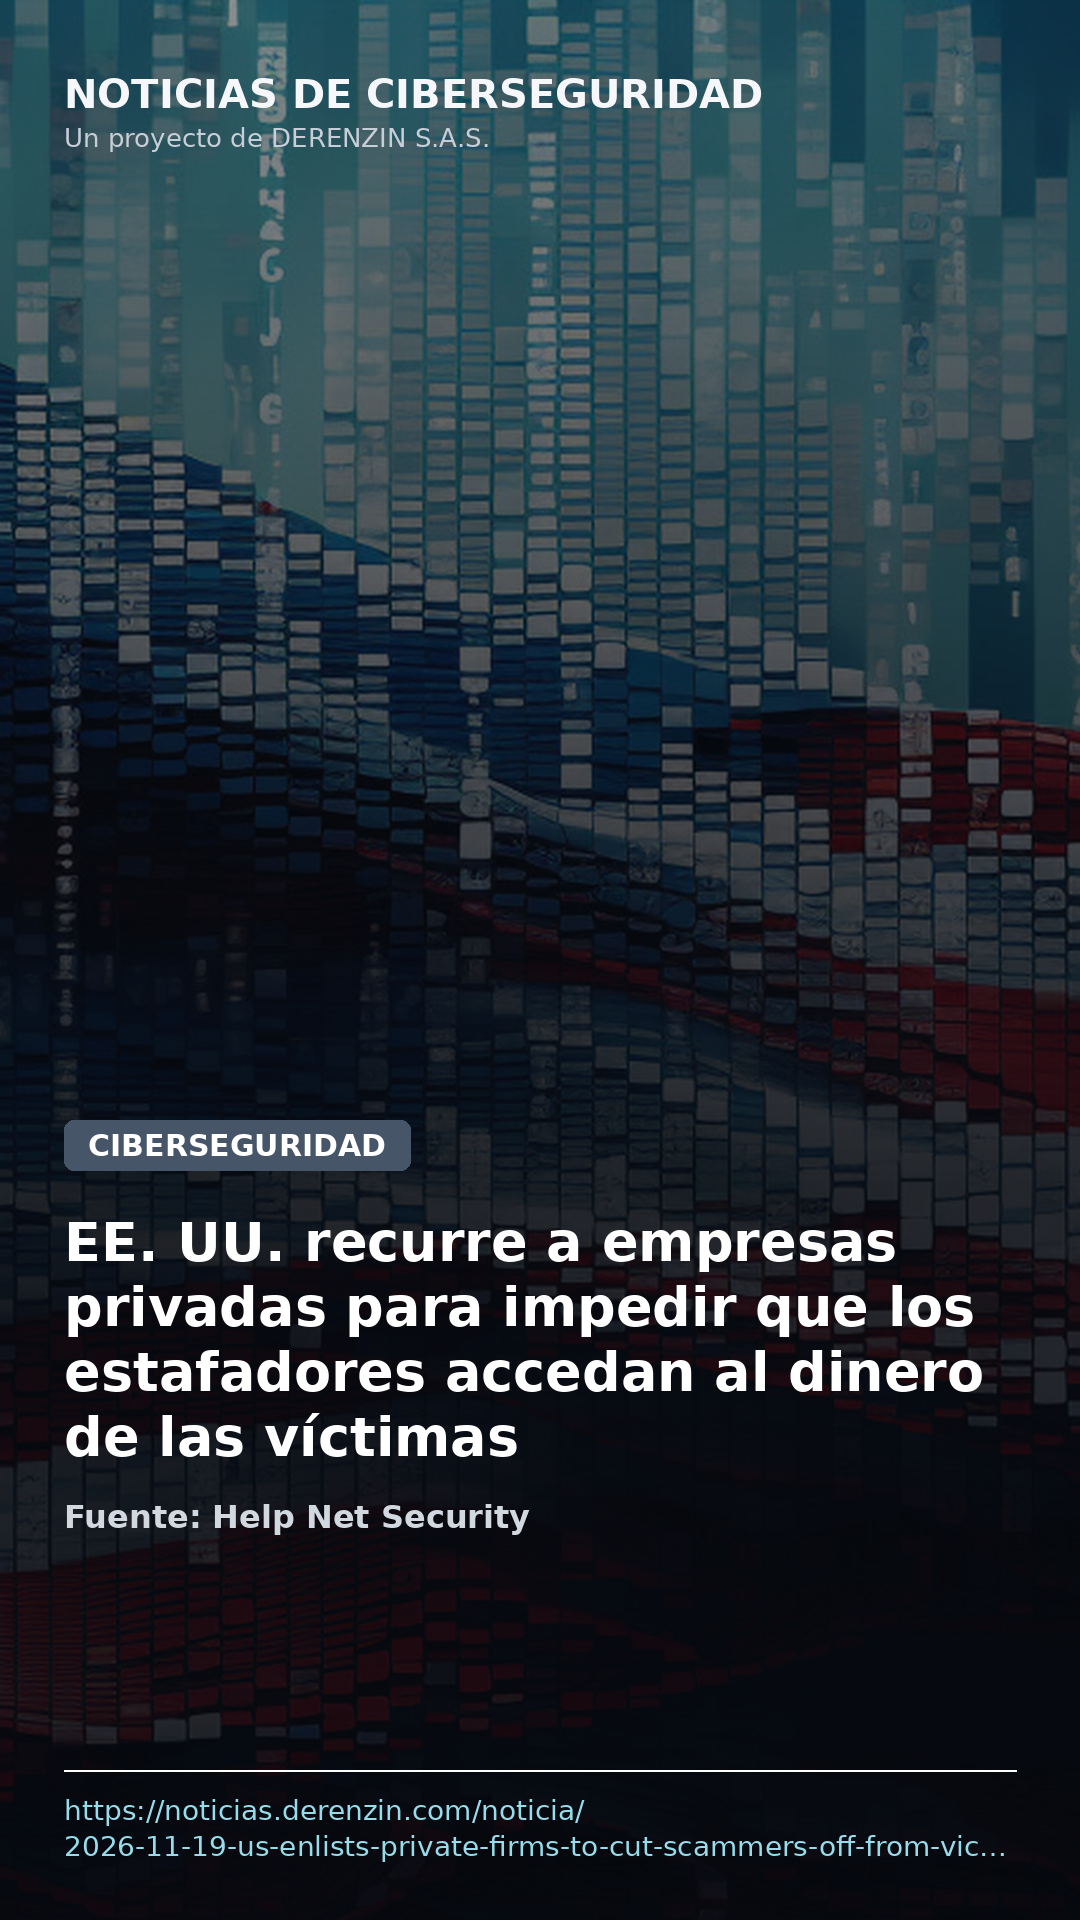 NOTICIAS DE CIBERSEGURIDAD
Un proyecto de DERENZIN S.A.S.
CIBERSEGURIDAD
EE. UU. recurre a empresas
privadas para impedir que los
estafadores accedan al dinero
de las víctimas
Fuente: Help Net Security
https://noticias.derenzin.com/noticia/
2026-11-19-us-enlists-private-firms-to-cut-scammers-off-from-vic...